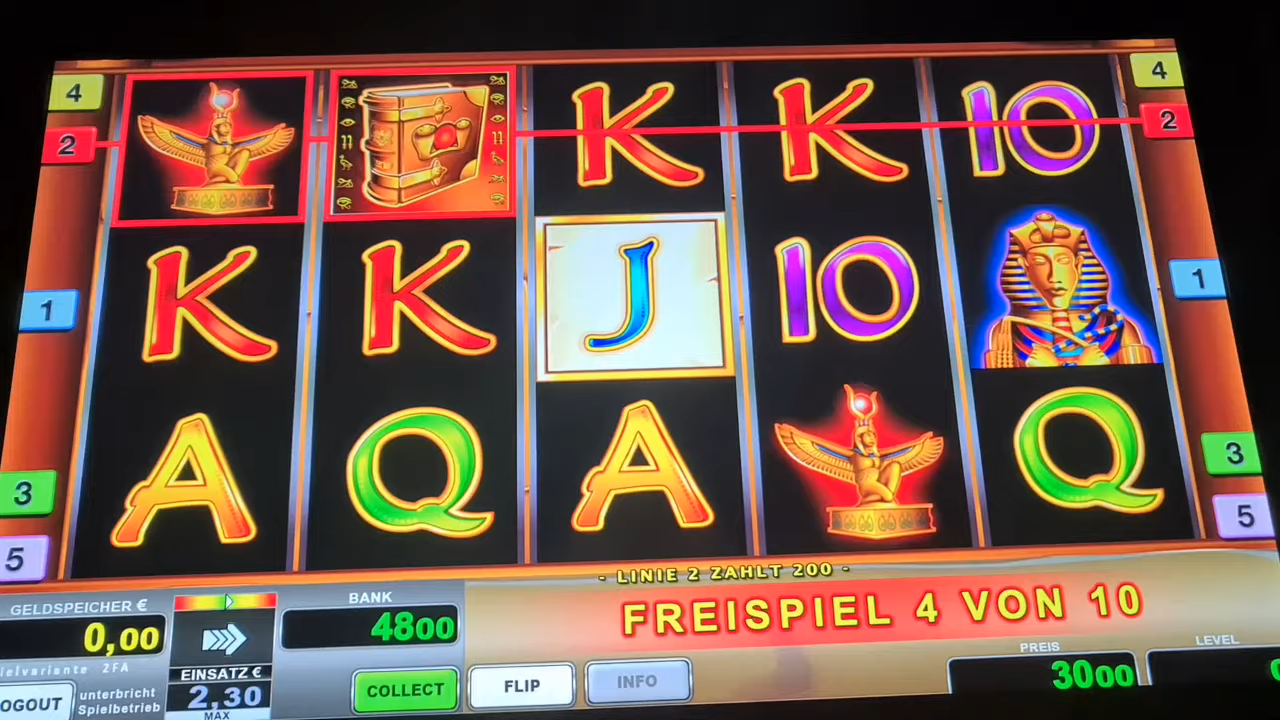 4 4
2 K K 10 2
K K J 10
1 1
A Q A Q
3 3
5 5
- LINIE 2 ZAHLT 200 -
FREISPIEL 4 VON 10
GELDSPEICHER €
0,00
BANK
4800
2FA
EINSATZ €
2,30
MAX
OGOUT
unterbricht
Spielbetrieb
COLLECT
FLIP
INFO
PREIS
3000
LEVEL